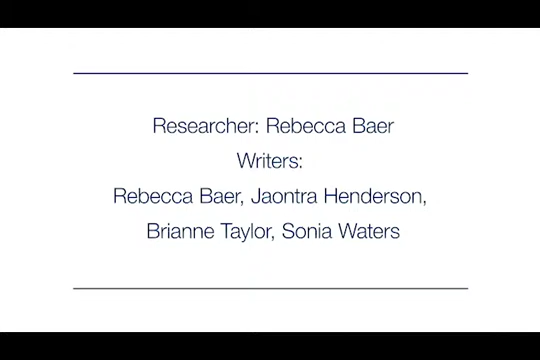 Researcher: Rebecca Baer
Writers:
Rebecca Baer, Jaontra Henderson,
Brianne Taylor, Sonia Waters